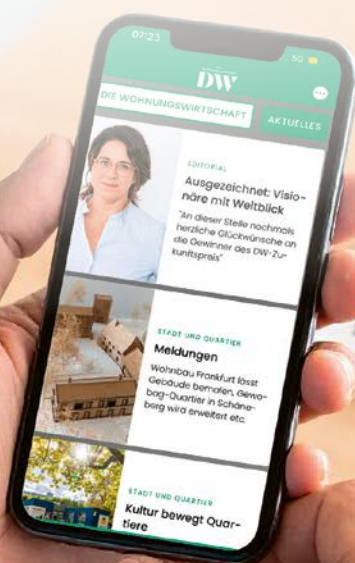 07:23
5G
DW
DIE WOHNUNGSWIRTSCHAFT
AKTUELLES
EDITORIAL
Ausgezeichnet: Visio-
näre mit Weltblick
"An dieser Stelle nochmals
herzliche Glückwünsche an
die Gewinner des DW-Zu-
kunftspreis"
STADT UND QUARTIER
Meldungen
Wohnbau Frankfurt lässt
Gebäude bemalen, Gewo-
bag-Quartier in Schöne-
berg wird erweitert etc.
STADT UND QUARTIER
Kultur bewegt Quar-
tiere